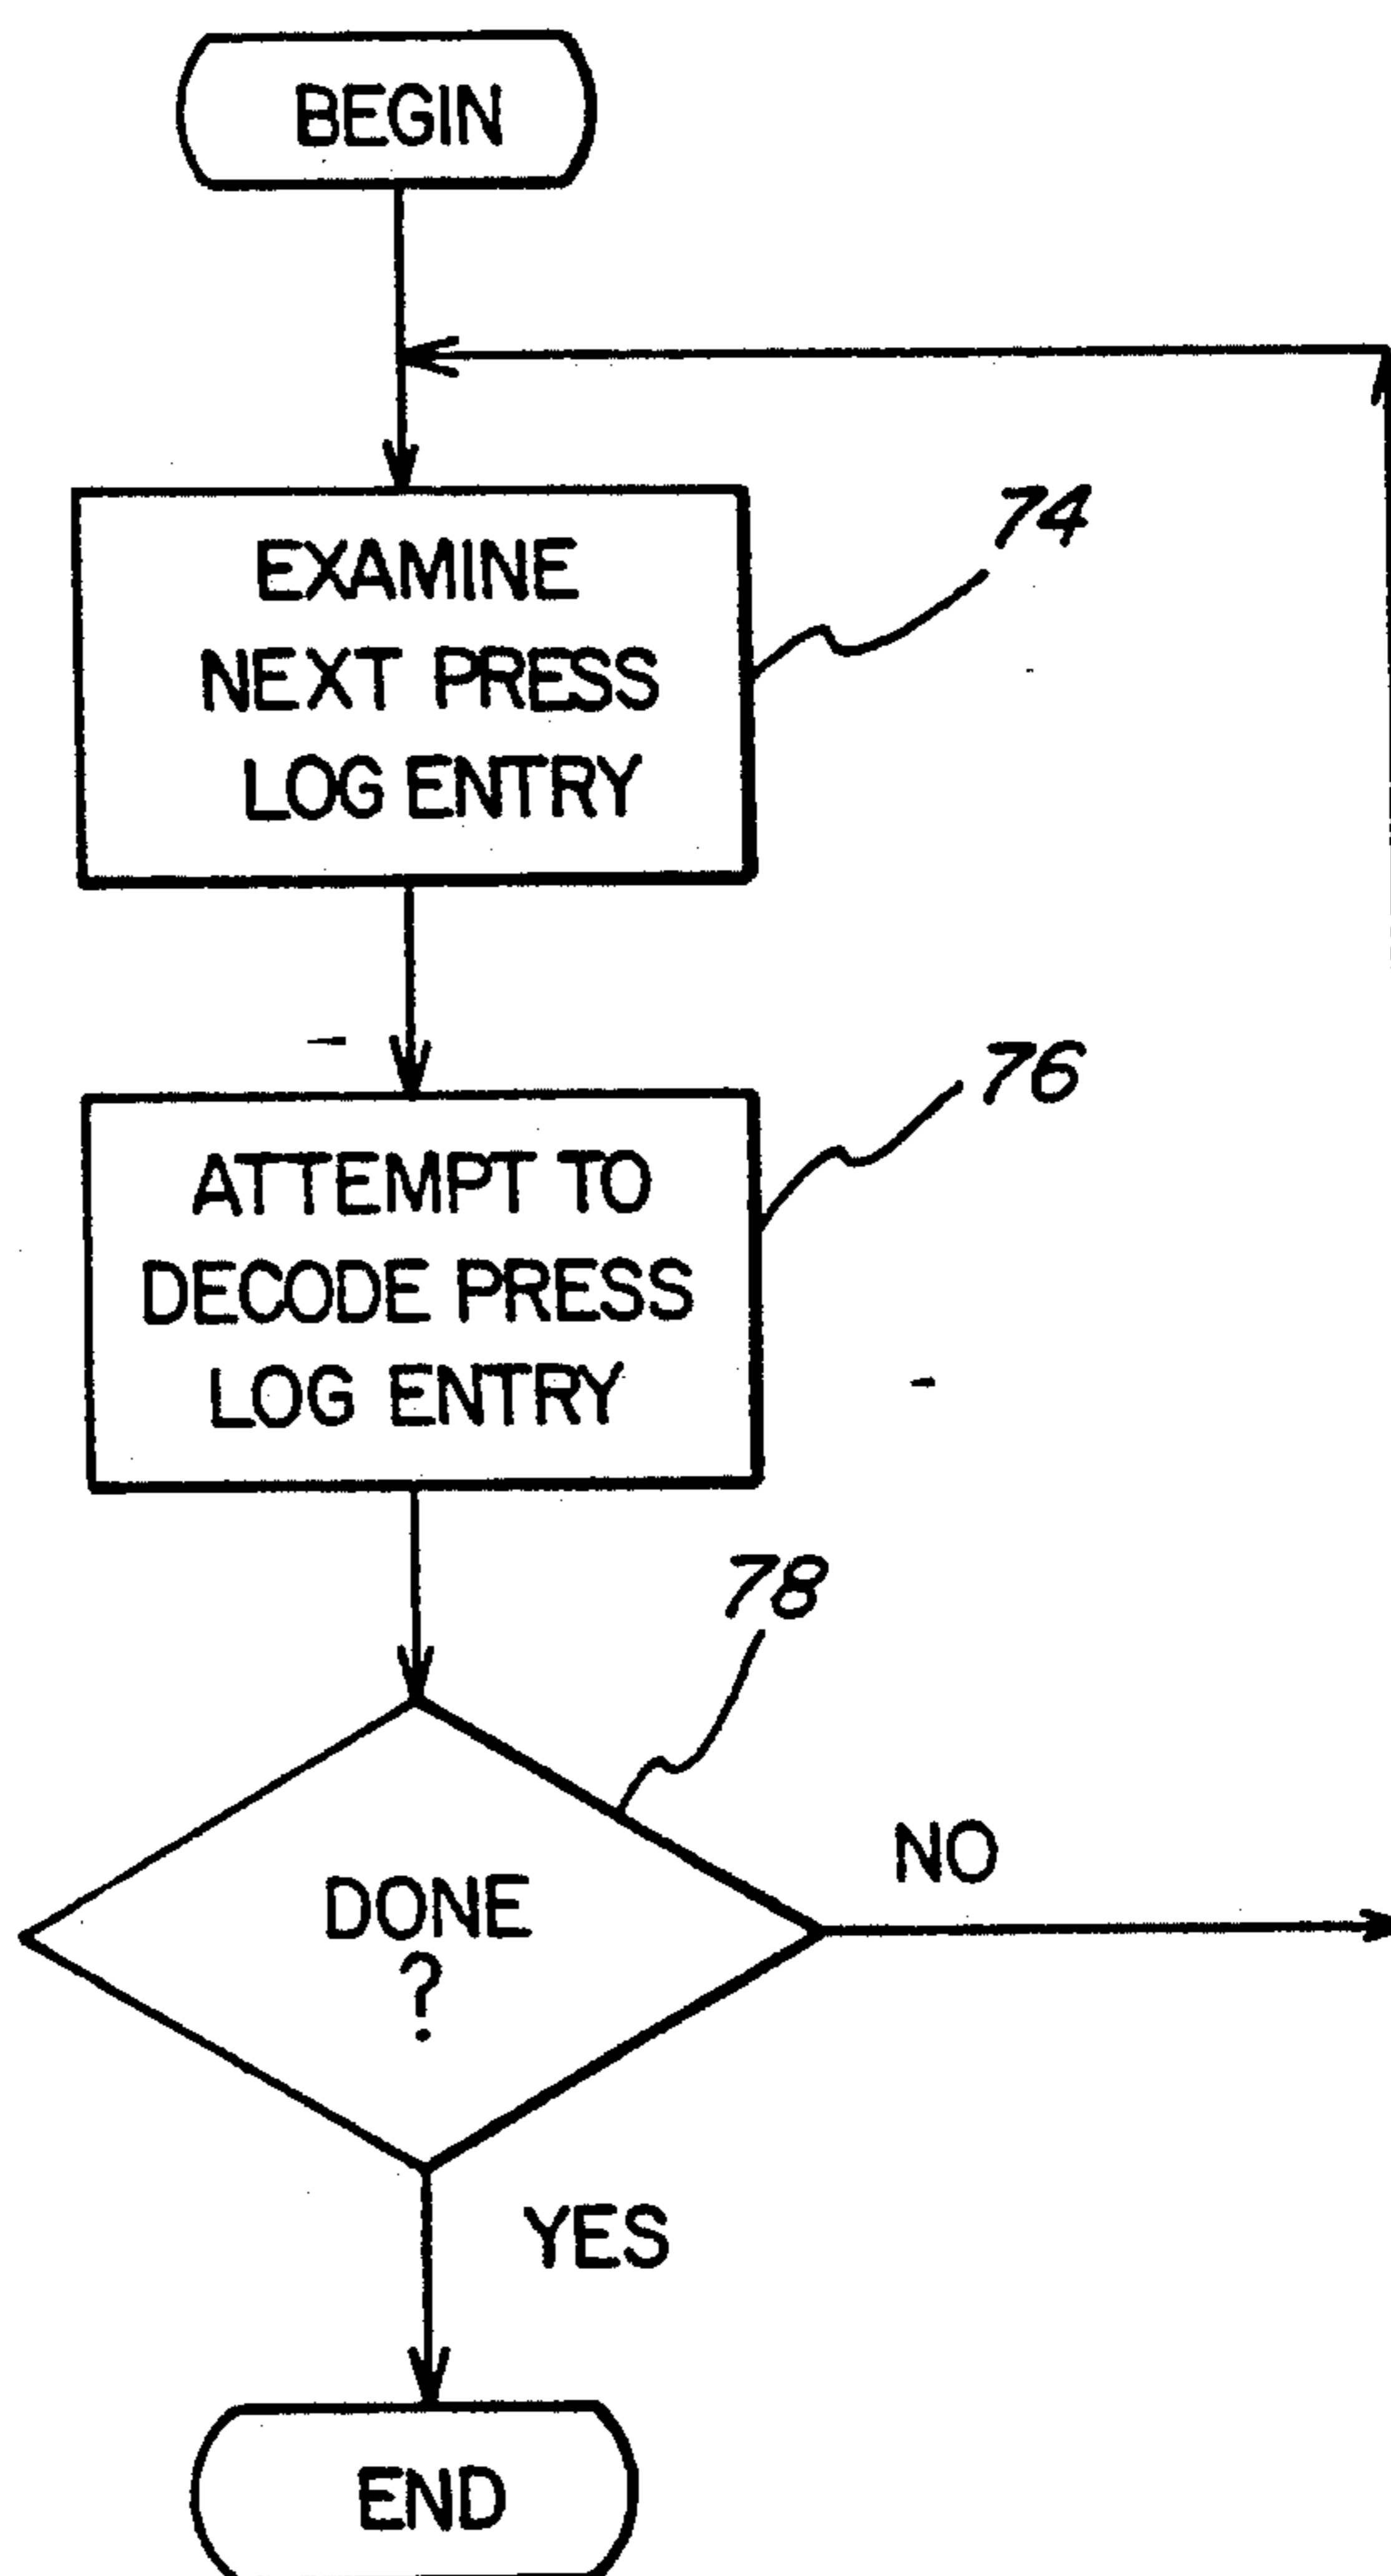 BEGIN
EXAMINE
NEXT PRESS
LOG ENTRY
74
ATTEMPT TO
DECODE PRESS
LOG ENTRY
76
78
DONE
?
NO
YES
END